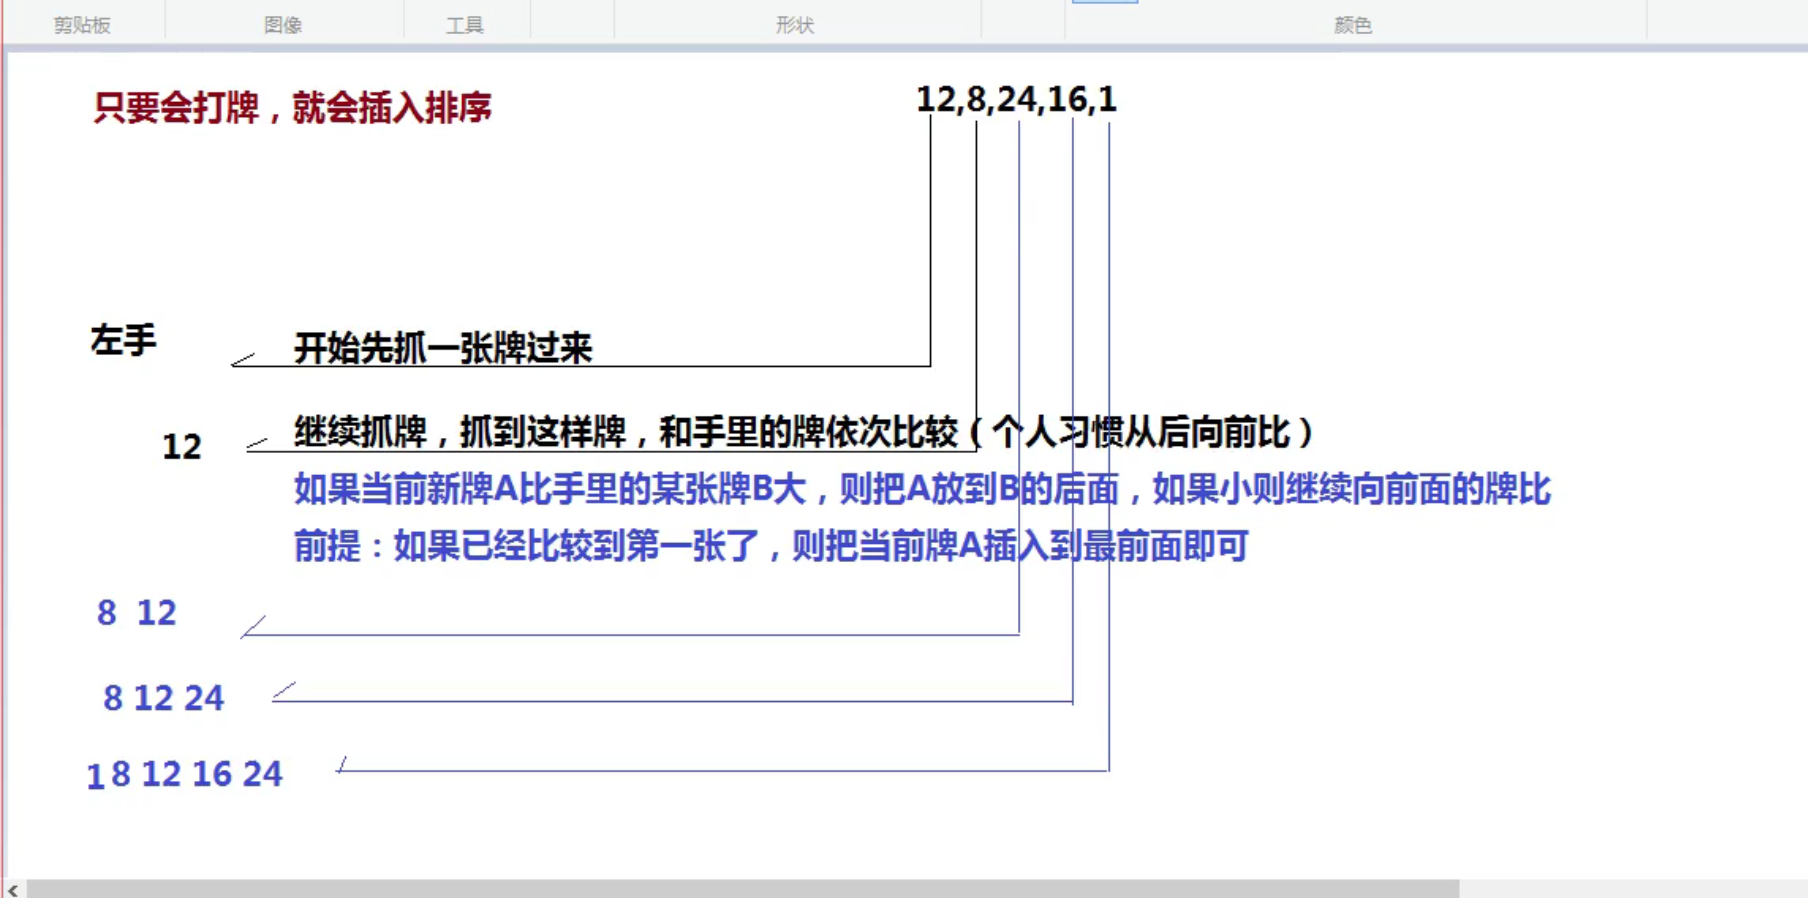 剪贴板 图像 工具 形状 颜色
只要会打牌，就会插入排序
12,8,24,16,1
左手
开始先抓一张牌过来
12
继续抓牌，抓到这样牌，和手里的牌依次比较（个人习惯从后向前比）
如果当前新牌A比手里的某张牌B大，则把A放到B的后面，如果小则继续向前面的牌比
前提：如果已经比较到第一张了，则把当前牌A插入到最前面即可
8 12
8 12 24
1 8 12 16 24